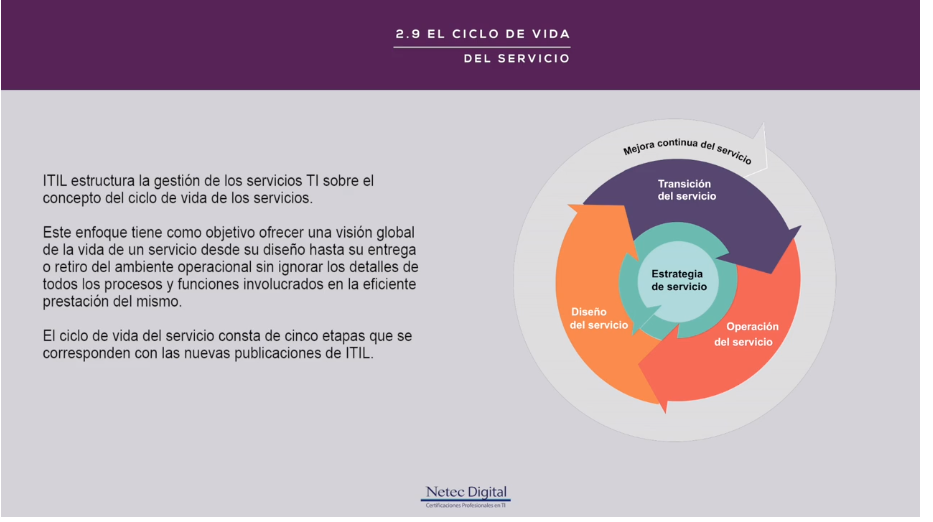 2.9 EL CICLO DE VIDA
DEL SERVICIO
ITIL estructura la gestión de los servicios TI sobre el
concepto del ciclo de vida de los servicios.
Este enfoque tiene como objetivo ofrecer una visión global
de la vida de un servicio desde su diseño hasta su entrega
o retiro del ambiente operacional sin ignorar los detalles de
todos los procesos y funciones involucrados en la eficiente
prestación del mismo.
El ciclo de vida del servicio consta de cinco etapas que se
corresponden con las nuevas publicaciones de ITIL.
Mejora continua del servicio
Transición
del servicio
Estrategia
de servicio
Diseño
del servicio
Operación
del servicio
Netec Digital
Certificaciones Profesionales en TI